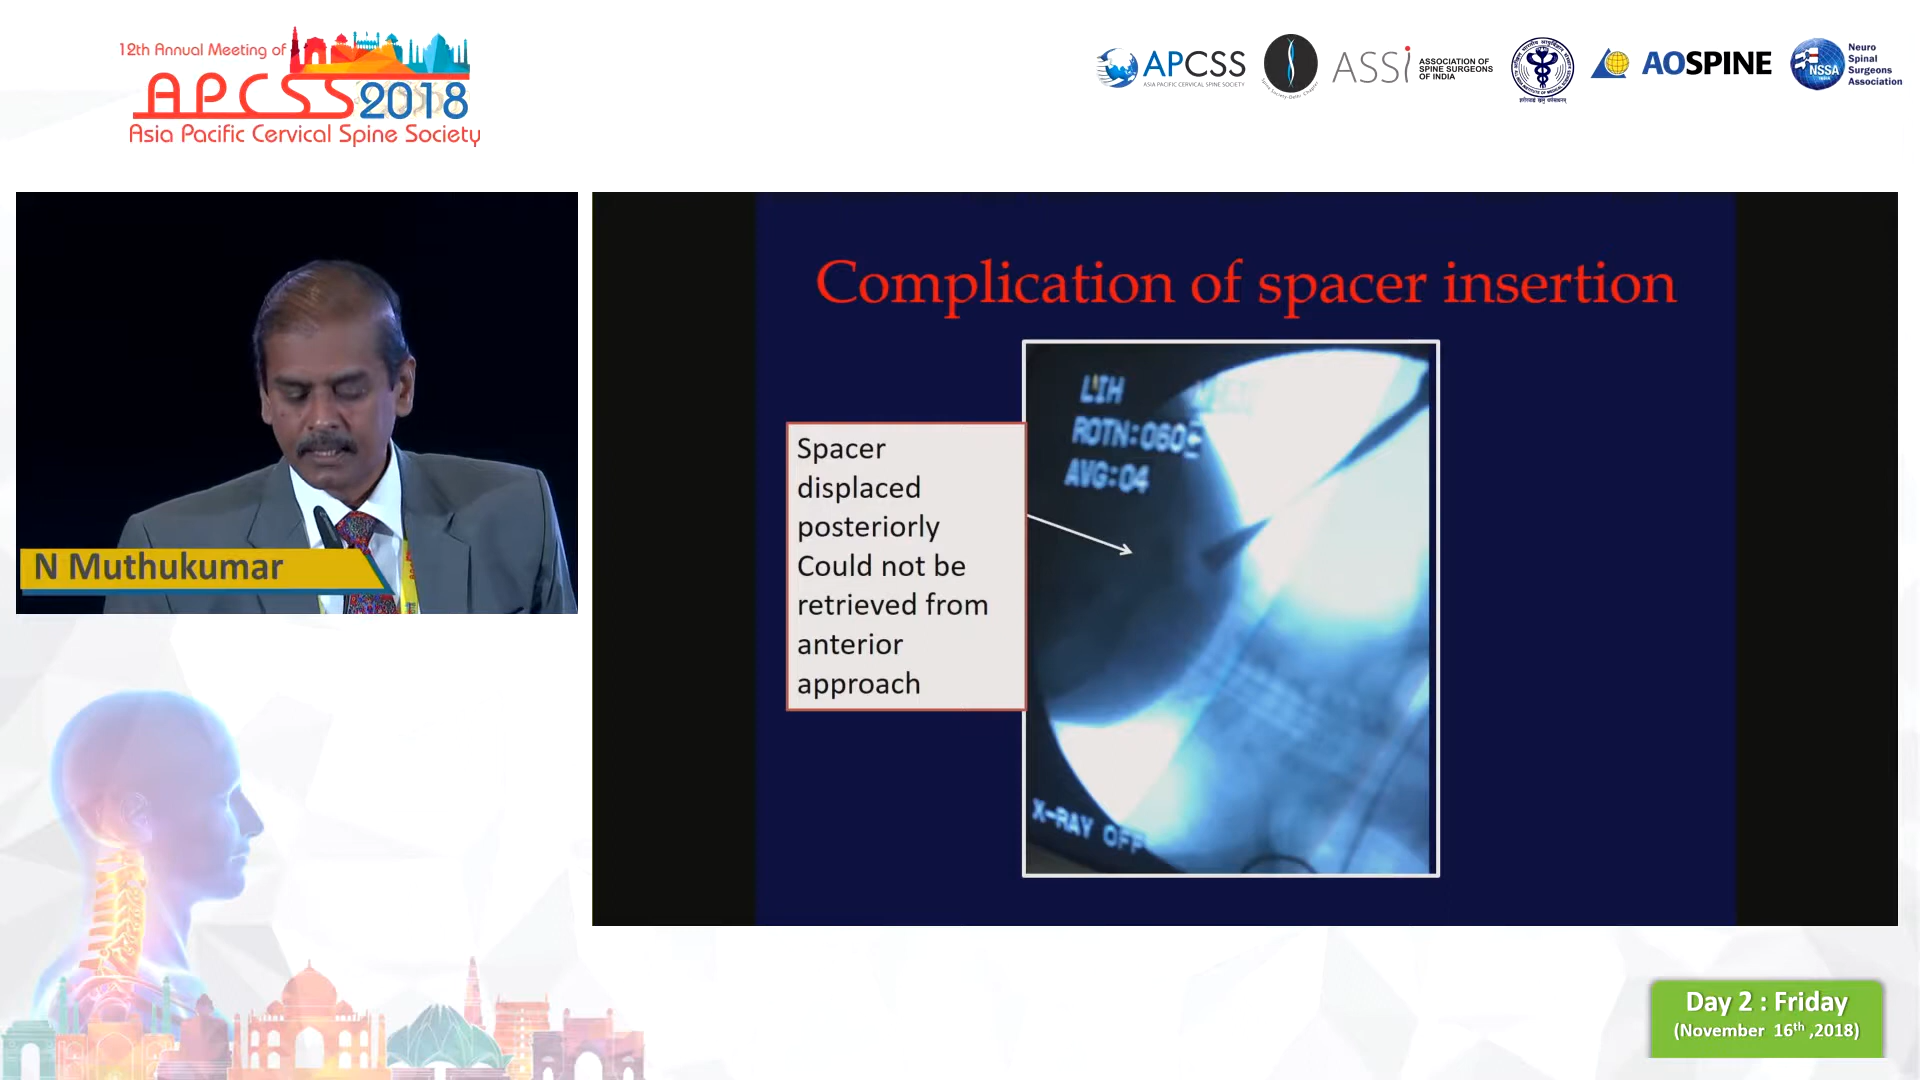 12th Annual Meeting of
APCSS2018
Asia Pacific Cervical Spine Society
APCSS
ASIA PACIFIC CERVICAL SPINE SOCIETY
ASSi
ASSOCIATION OF
SPINE SURGEONS
OF INDIA
AOSPINE
NSSA
Neuro
Spinal
Surgeons
Association
N Muthukumar
Complication of spacer insertion
Spacer
displaced
posteriorly
Could not be
retrieved from
anterior
approach
LIH
ROTN:060
AVG:04
X-RAY OFF
Day 2 : Friday
(November 16th ,2018)